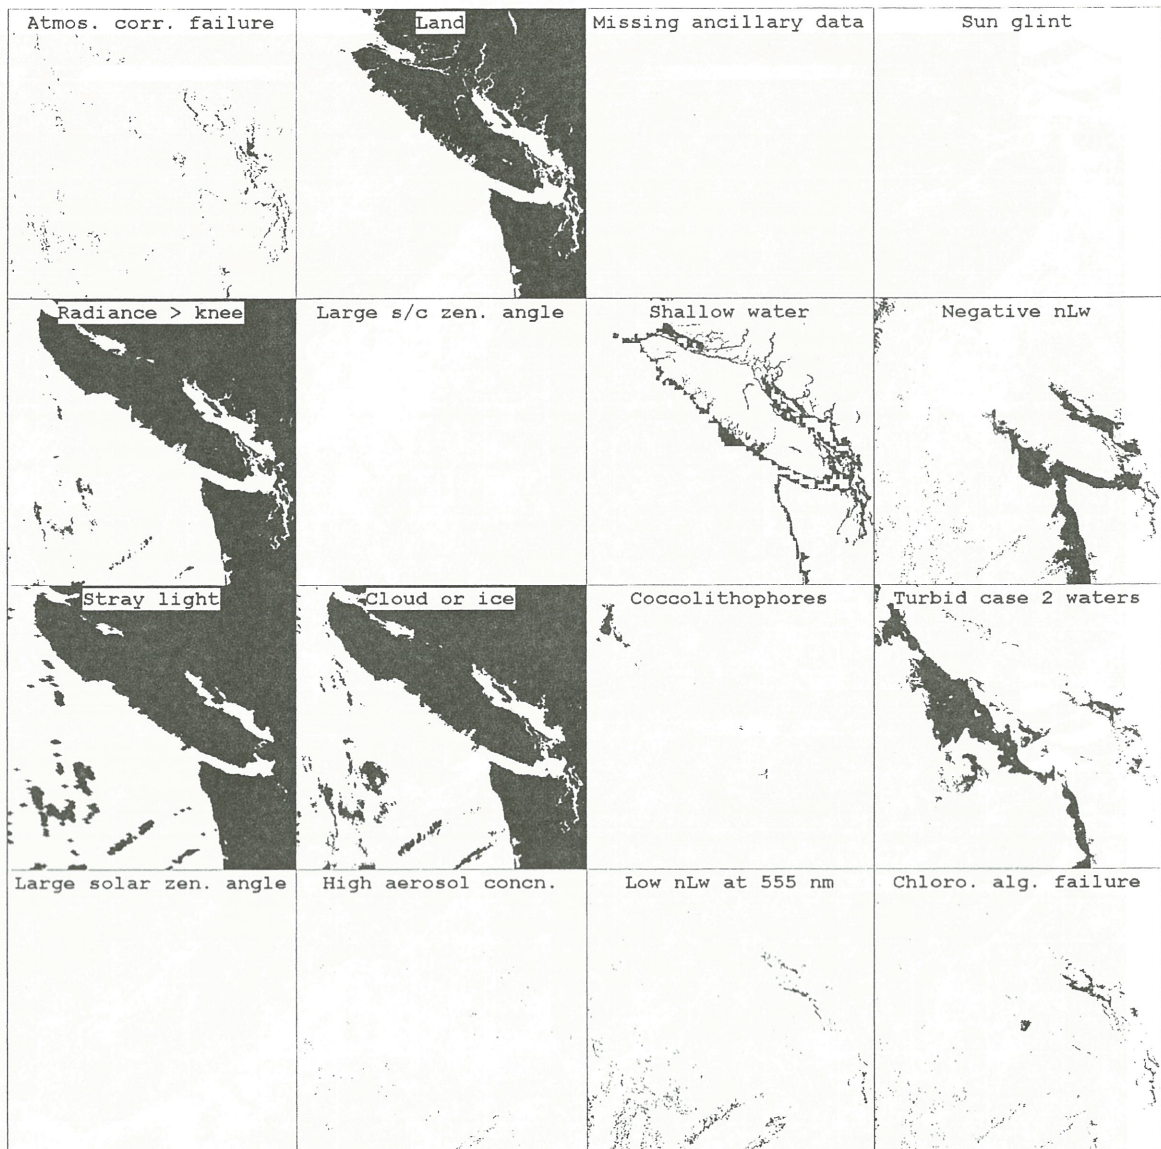 Atmos. corr. failure
Land
Missing ancillary data
Sun glint
Radiance > knee
Large s/c zen. angle
Shallow water
Negative nLw
Stray light
Cloud or ice
Coccolithophores
Turbid case 2 waters
Large solar zen. angle
High aerosol concn.
Low nLw at 555 nm
Chloro. alg. failure